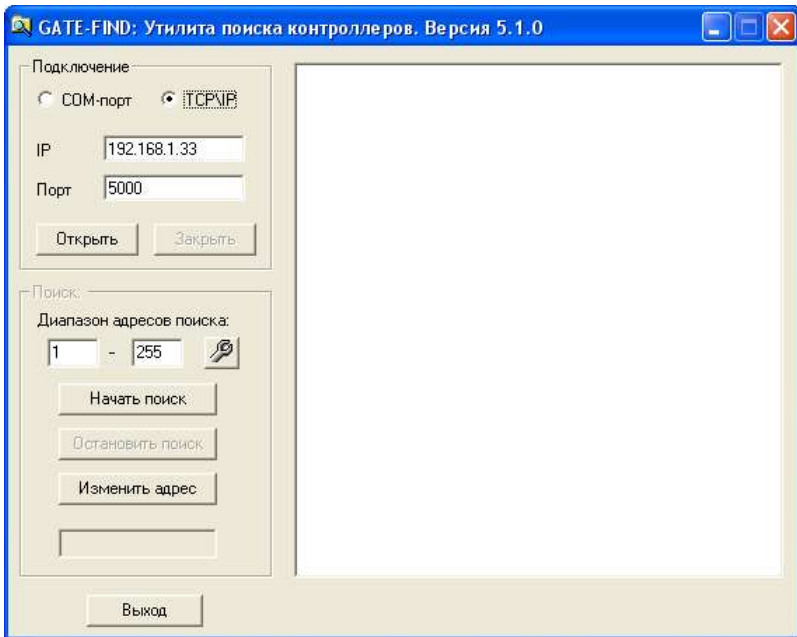 GATE-FIND: Утилита поиска контроллеров. Версия 5.1.0
Подключение
COM-порт TCP\IP
IP 192.168.1.33
Порт 5000
Открыть Закрыть
Поиск:
Диапазон адресов поиска:
1 - 255
Начать поиск
Остановить поиск
Изменить адрес
Выход